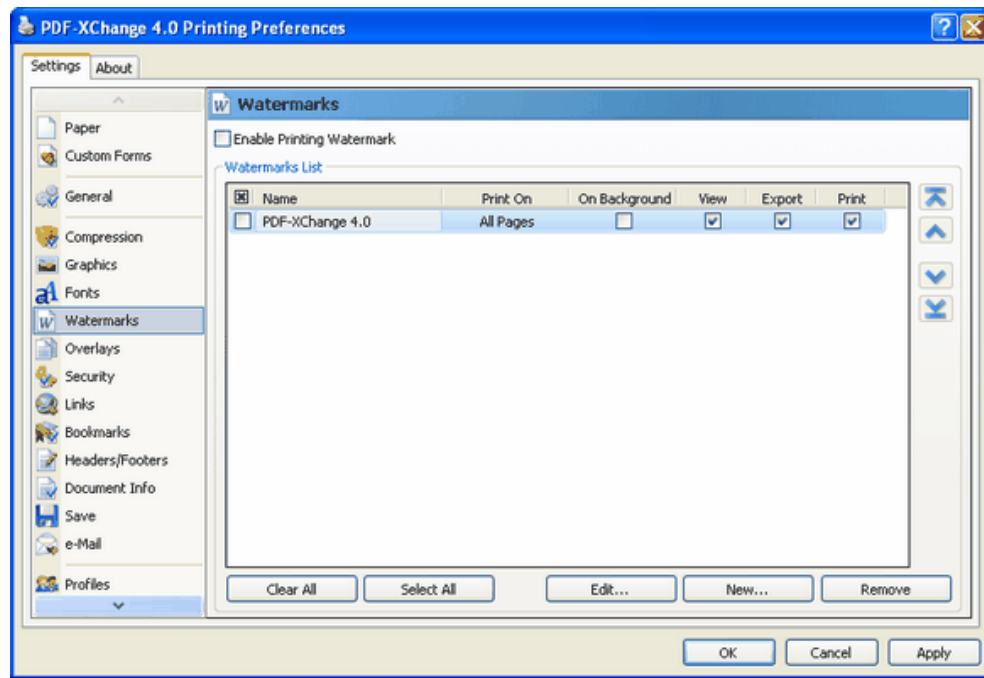 PDF-XChange 4.0 Printing Preferences
Settings About
Paper
Custom Forms
General
Compression
Graphics
Fonts
Watermarks
Overlays
Security
Links
Bookmarks
Headers/Footers
Document Info
Save
e-Mail
Profiles
Watermarks
Enable Printing Watermark
Watermarks List
Name Print On On Background View Export Print
PDF-XChange 4.0 All Pages
Clear All Select All Edit... New... Remove
OK Cancel Apply